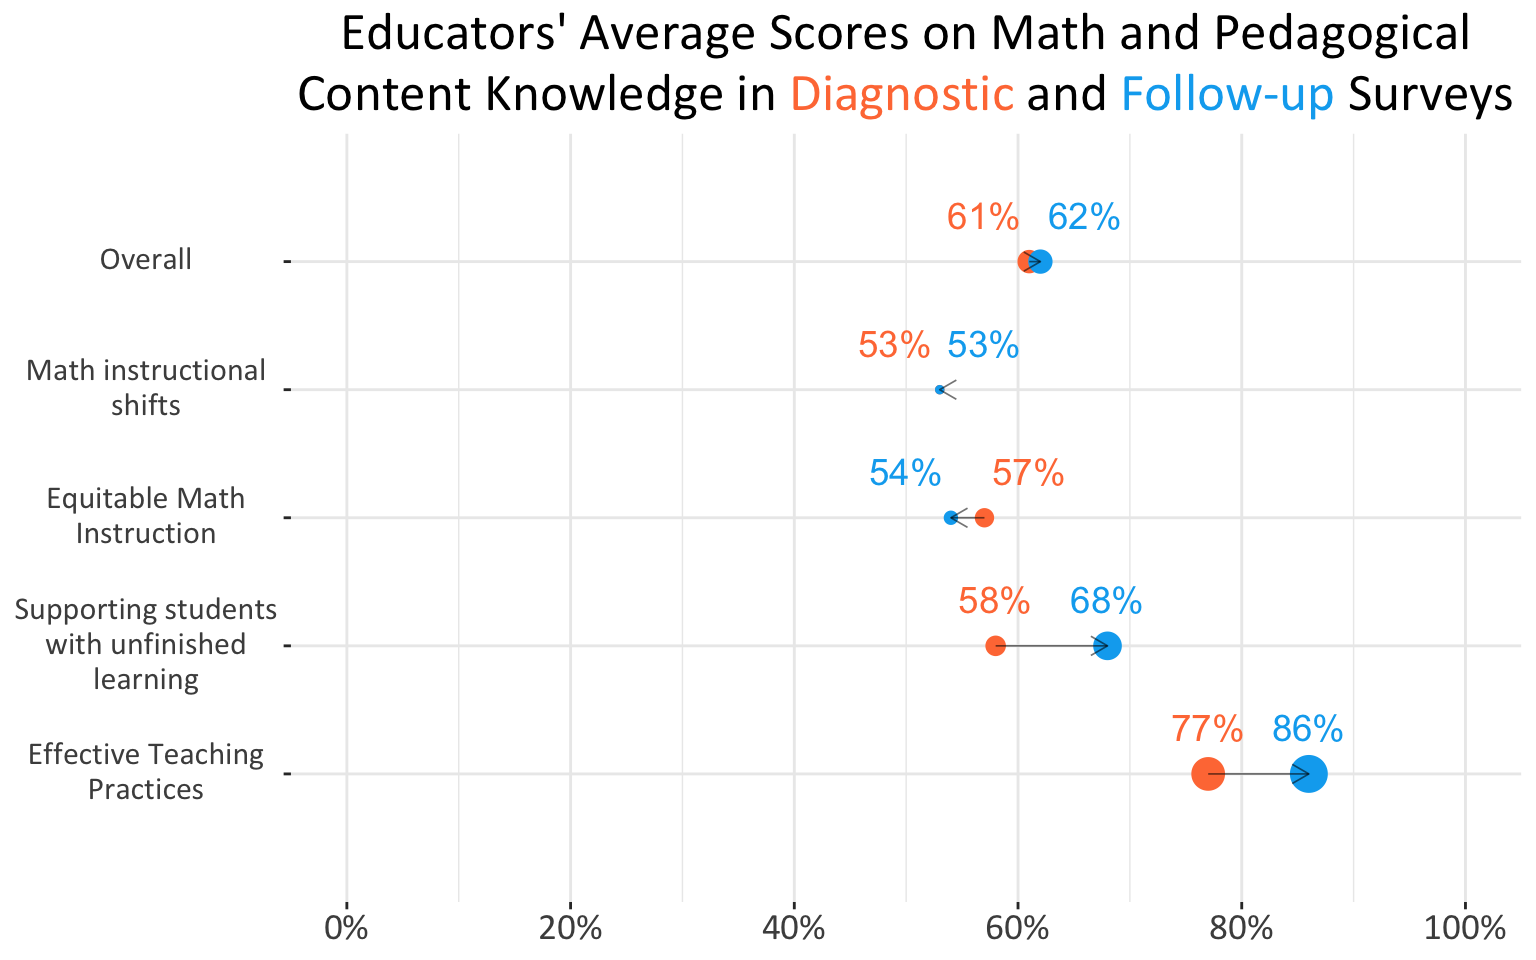 Educators' Average Scores on Math and Pedagogical
Content Knowledge in Diagnostic and Follow-up Surveys
61% 62%
Overall
53% 53%
Math instructional
shifts
54% 57%
Equitable Math
Instruction
58% 68%
Supporting students
with unfinished
learning
77% 86%
Effective Teaching
Practices
0% 20% 40% 60% 80% 100%